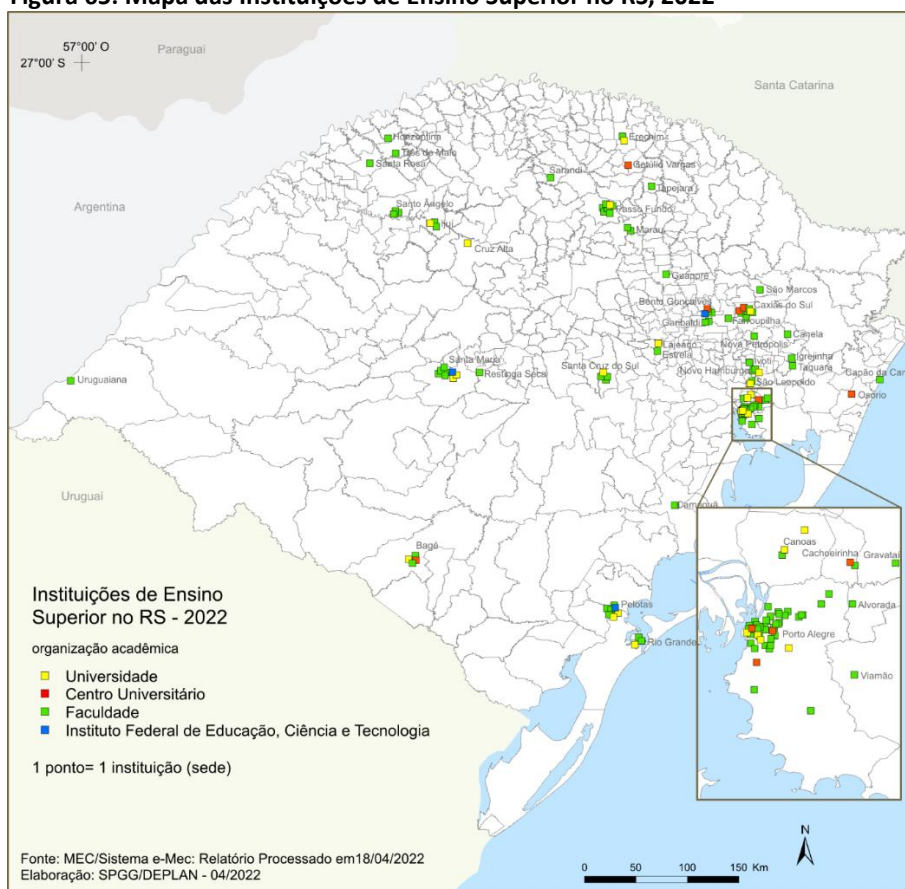 Figura 65: Mapa das Instituições de Ensino Superior no RS, 2022
57°00' O
27°00' S
Paraguai
Santa Catarina
Argentina
Uruguai
Erechim
Horizontina
Três de Maio
Santa Rosa
Getúlio Vargas
Sarandi
Tapejara
Santo Ângelo
Passo Fundo
Ijuí
Marau
Cruz Alta
Guaporé
São Marcos
Bento Gonçalves
Caxias do Sul
Garibaldi
Farroupilha
Canela
Nova Petrópolis
Lajeado
Estrela
Ivoti
Igrejinha
Taquara
Santa Maria
Restinga Seca
Santa Cruz do Sul
Novo Hamburgo
São Leopoldo
Capão da Can
Osório
Uruguaiana
Camaquã
Bagé
Pelotas
Rio Grande
Canoas
Cachoeirinha
Gravataí
Alvorada
Porto Alegre
Viamão
Instituições de Ensino
Superior no RS - 2022
organização acadêmica
Universidade
Centro Universitário
Faculdade
Instituto Federal de Educação, Ciência e Tecnologia
1 ponto= 1 instituição (sede)
Fonte: MEC/Sistema e-Mec: Relatório Processado em18/04/2022
Elaboração: SPGG/DEPLAN - 04/2022
N
0 50 100 150 Km